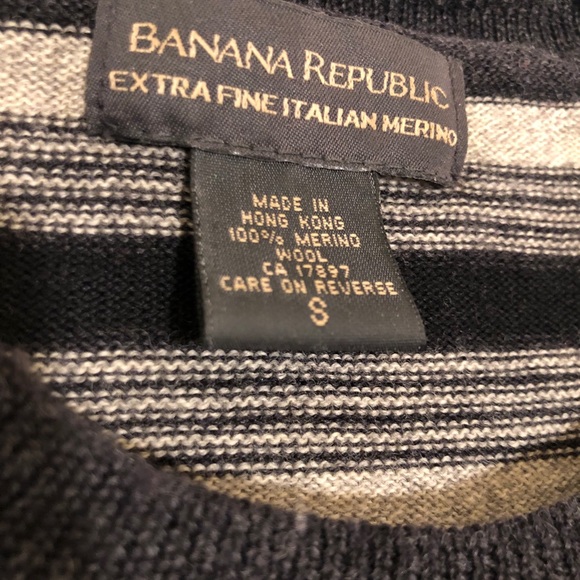 BANANA REPUBLIC
EXTRA FINE ITALIAN MERINO
MADE IN
HONG KONG
100% MERINO
WOOL
CA 17897
CARE ON REVERSE
S